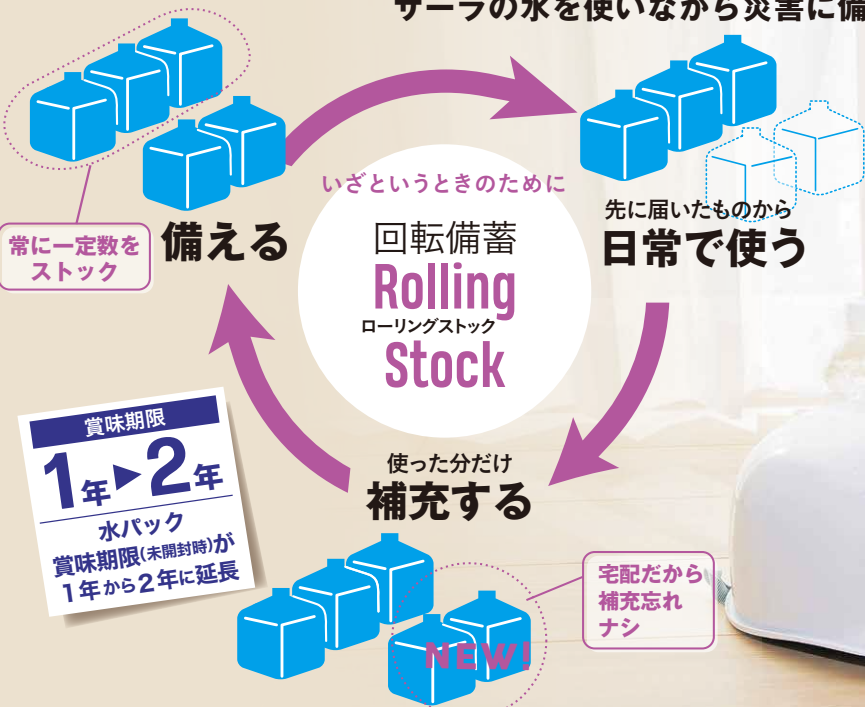 サーラの水を使いながら災害に備
いざというときのために
回転備蓄
Rolling
ローリングストック
Stock
備える
常に一定数を
ストック
先に届いたものから
日常で使う
使った分だけ
補充する
宅配だから
補充忘れ
ナシ
NEW!
賞味期限
1年▶2年
水パック
賞味期限(未開封時)が
1年から2年に延長